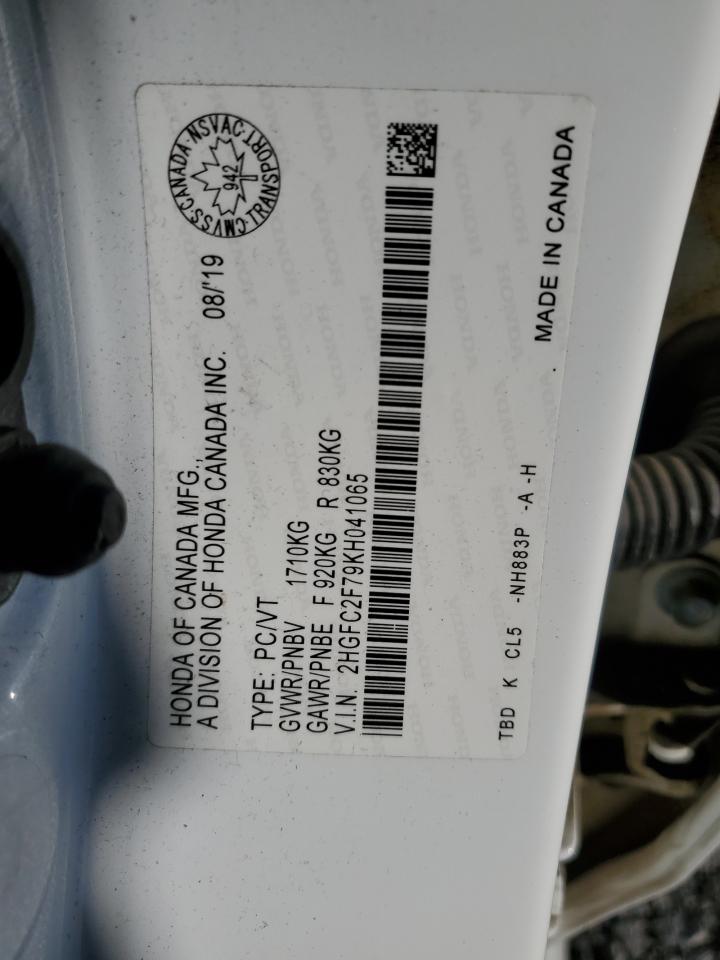 HONDA OF CANADA MFG.,
A DIVISION OF HONDA CANADA INC. 08/'19
CMVSS·CANADA·NSVAC·TRANSPORT·
942
TYPE: PC/VT
GVWR/PNBV 1710KG
GAWR/PNBE F 920KG R 830KG
V.I.N. 2HGFC2F79KH041065
TBD K CL5 -NH883P -A -H MADE IN CANADA